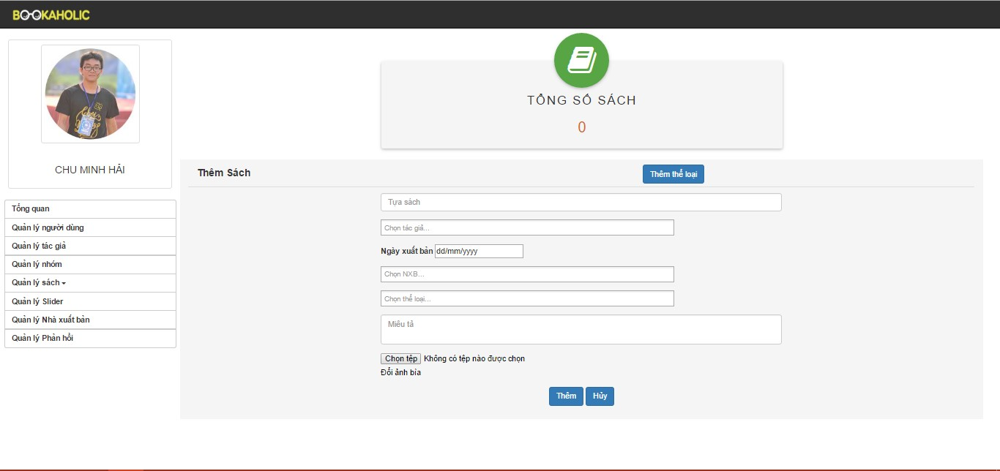 BOOKAHOLIC
CHU MINH HẢI
Tổng quan
Quản lý người dùng
Quản lý tác giả
Quản lý nhóm
Quản lý sách
Quản lý Slider
Quản lý Nhà xuất bản
Quản lý Phản hồi
TỔNG SỐ SÁCH
0
Thêm Sách
Thêm thể loại
Tựa sách
Chọn tác giả...
Ngày xuất bản dd/mm/yyyy
Chọn NXB...
Chọn thể loại...
Miêu tả
Chọn tệp Không có tệp nào được chọn
Đổi ảnh bìa
Thêm Hủy